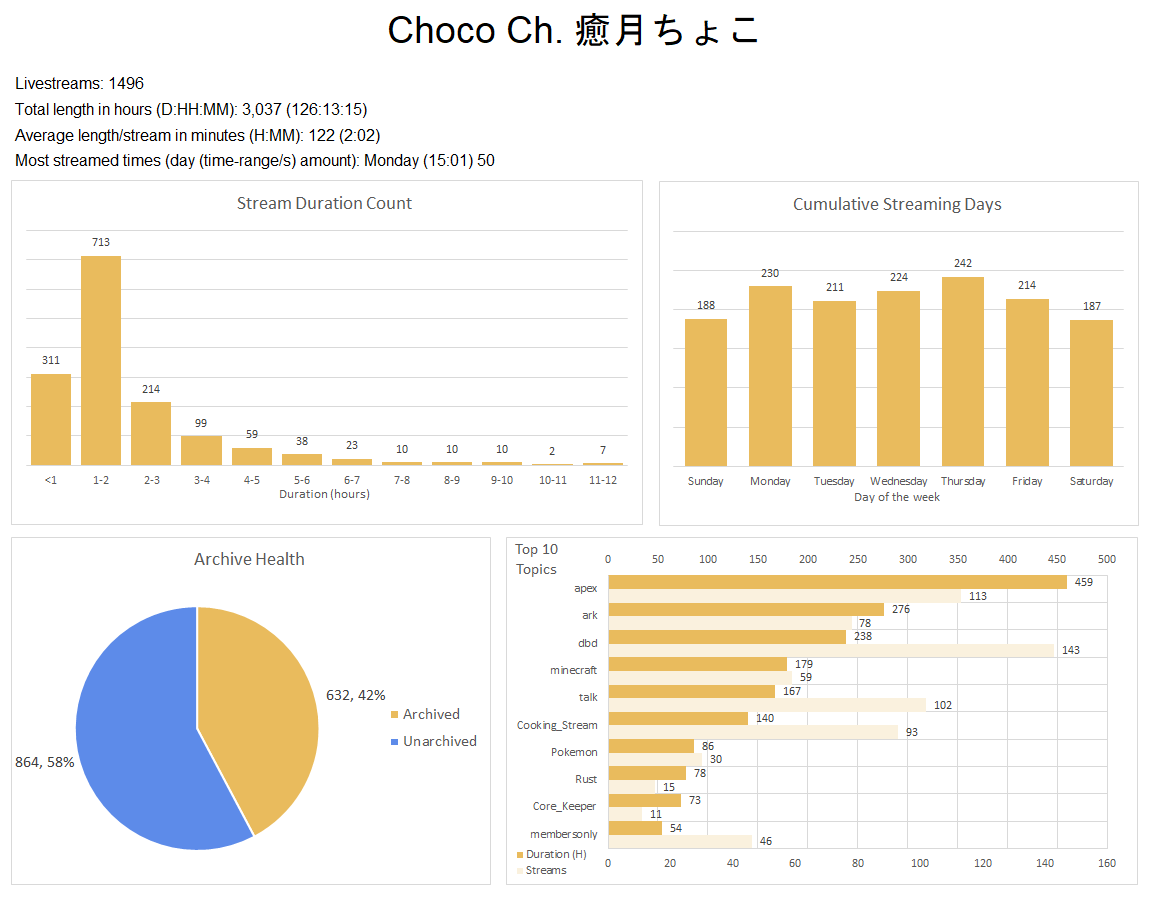 Choco Ch. 癒月ちょこ
Livestreams: 1496
Total length in hours (D:HH:MM): 3,037 (126:13:15)
Average length/stream in minutes (H:MM): 122 (2:02)
Most streamed times (day (time-range/s) amount): Monday (15:01) 50
Stream Duration Count
311
713
214
99
59
38
23
10
10
10
2
7
<1
1-2
2-3
3-4
4-5
5-6
6-7
7-8
8-9
9-10
10-11
11-12
Duration (hours)
Cumulative Streaming Days
188
230
211
224
242
214
187
Sunday
Monday
Tuesday
Wednesday
Thursday
Friday
Saturday
Day of the week
Archive Health
632, 42%
864, 58%
Archived
Unarchived
Top 10
Topics
0 50 100 150 200 250 300 350 400 450 500
apex
459
113
ark
276
78
dbd
238
143
minecraft
179
59
talk
167
102
Cooking_Stream
140
93
Pokemon
86
30
Rust
78
15
Core_Keeper
73
11
membersonly
54
46
Duration (H)
Streams
0 20 40 60 80 100 120 140 160